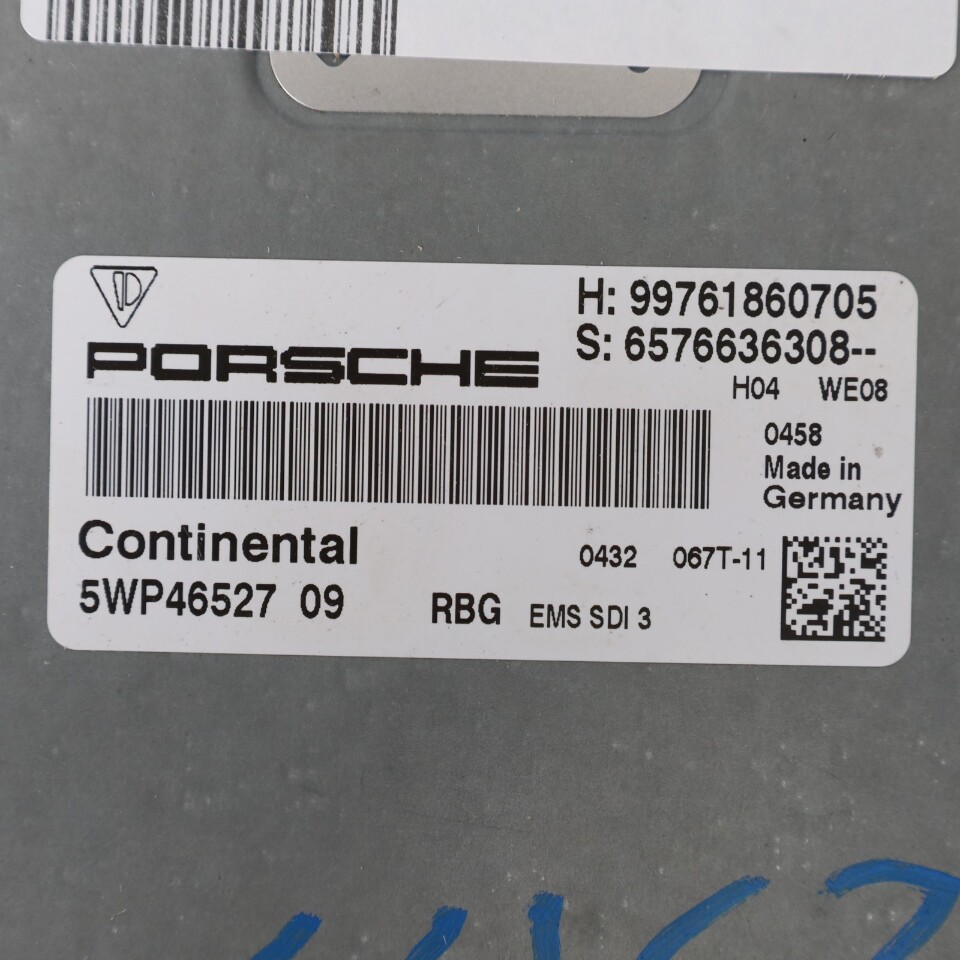 PORSCHE
H: 99761860705
S: 6576636308--
H04 WE08
0458
Made in
Germany
Continental
0432 067T-11
5WP46527 09 RBG EMS SDI 3